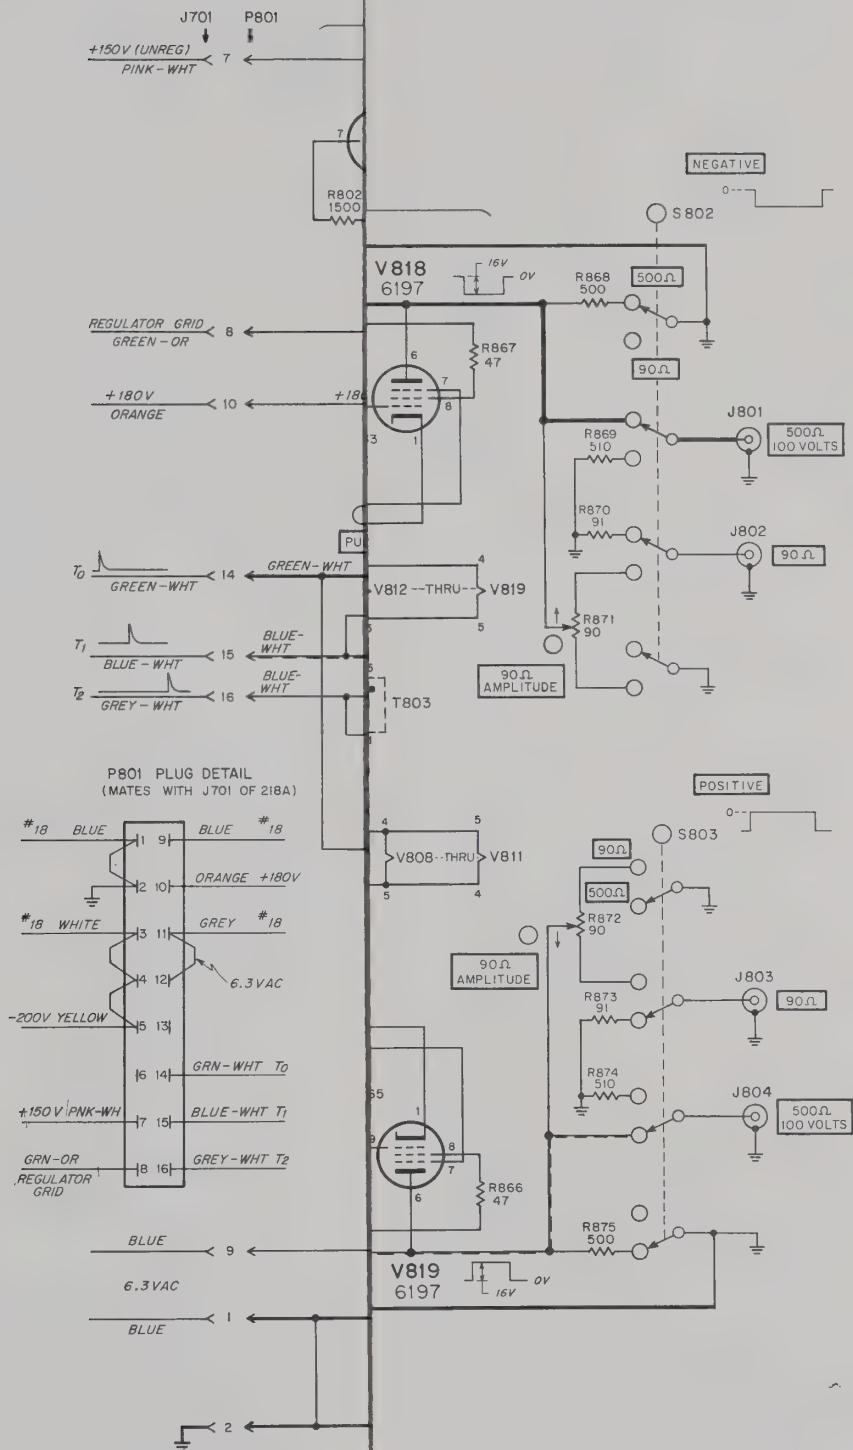 J701 P801
+150V (UNREG)
7
PINK-WHT
7
R802
1500
NEGATIVE
0
S802
V818
6197
16V
0V
R868
500
500Ω
REGULATOR GRID
8
GREEN-OR
6
R867
47
90Ω
+180V
10
ORANGE
+18
7
8
3
1
R869
510
J801
500Ω
100 VOLTS
R870
91
J802
90Ω
PU
T0
14
GREEN-WHT
GREEN-WHT
4
V812 --THRU-- V819
5
5
R871
90
T1
15
BLUE-WHT
BLUE-
WHT
T2
16
GREY-WHT
BLUE-
WHT
6
T803
1
90Ω
AMPLITUDE
P801 PLUG DETAIL
(MATES WITH J701 OF 218A)
#18 BLUE 1 9 BLUE #18
2 10 ORANGE +180V
#18 WHITE 3 11 GREY #18
4 12 6.3VAC
-200V YELLOW 5 13
6 14 GRN-WHT T0
+150V PNK-WH 7 15 BLUE-WHT T1
GRN-OR 8 16 GREY-WHT T2
REGULATOR
GRID
4 5
V808--THRU V811
5 4
POSITIVE
0
S803
90Ω
500Ω
R872
90
90Ω
AMPLITUDE
R873
91
J803
90Ω
R874
510
J804
500Ω
100 VOLTS
65
1
9
8
7
6
R866
47
R875
500
BLUE
9
V819
6197
16V
0V
6.3VAC
1
BLUE
2